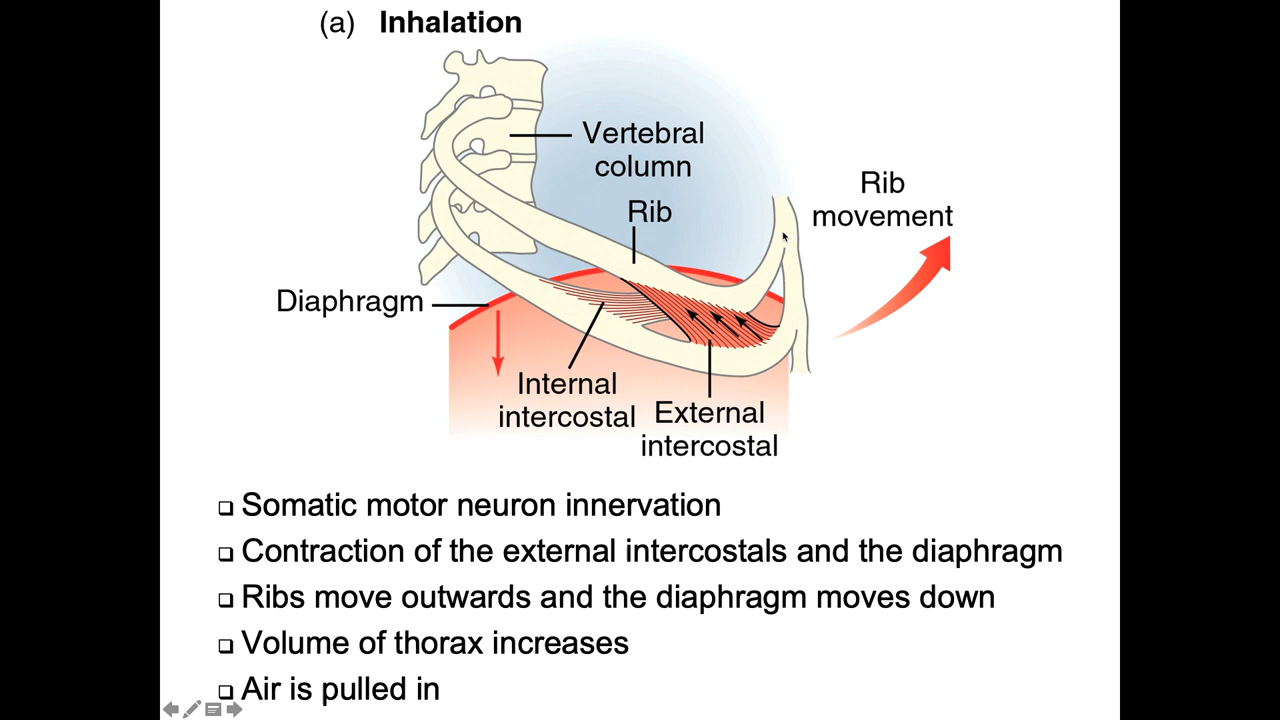 (a) Inhalation
Vertebral
column
Rib
movement
Rib
Diaphragm
Internal
intercostal
External
intercostal
Somatic motor neuron innervation
Contraction of the external intercostals and the diaphragm
Ribs move outwards and the diaphragm moves down
Volume of thorax increases
Air is pulled in